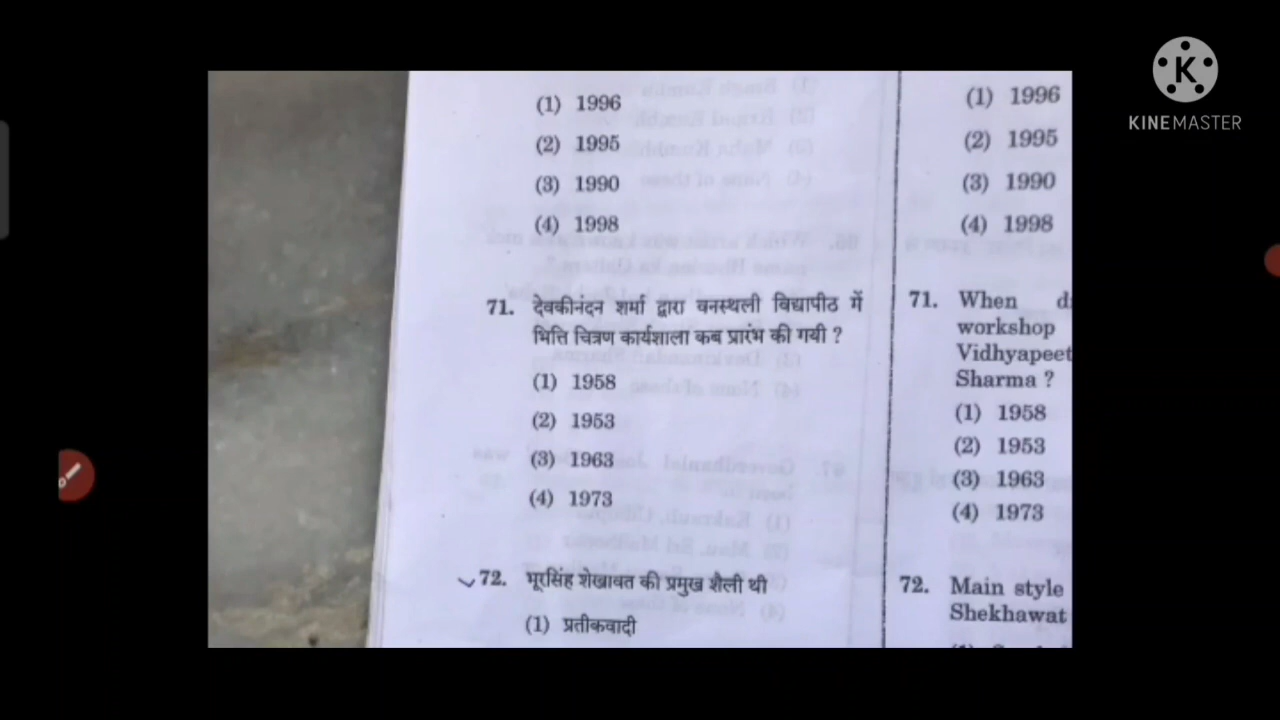 (1) 1996
(2) 1995
(3) 1990
(4) 1998
71. देवकीनंदन शर्मा द्वारा वनस्थली विद्यापीठ में
भित्ति चित्रण कार्यशाला कब प्रारंभ की गयी ?
(1) 1958
(2) 1953
(3) 1963
(4) 1973
72. भूरसिंह शेखावत की प्रमुख शैली थी
(1) प्रतीकवादी
(1) 1996
(2) 1995
(3) 1990
(4) 1998
71. When
workshop
Vidhyapeet
Sharma ?
(1) 1958
(2) 1953
(3) 1963
(4) 1973
72. Main style
Shekhawat
KINEMASTER